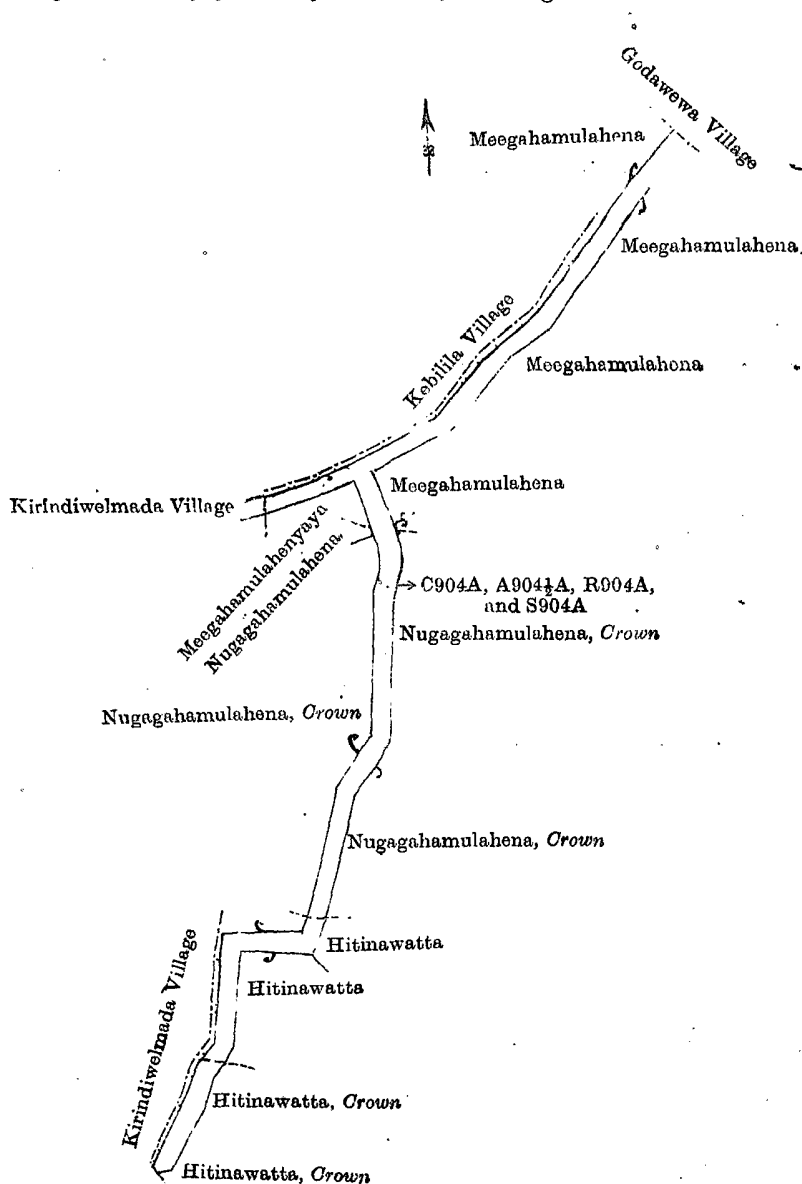 Godawewa Village
Meegahamulahena
Meegahamulahena,
Kebilila Village
Meegahamulahena
Kirindiwelmada Village
Meegahamulahena
Meegahamulahenyaya
Nugagahamulahena,
C904A, A904½A, R904A,
and S904A
Nugagahamulahena, Crown
Nugagahamulahena, Crown
Nugagahamulahena, Crown
Kirindiwelmada Village
Hitinawatta
Hitinawatta
Hitinawatta, Crown
Hitinawatta, Crown